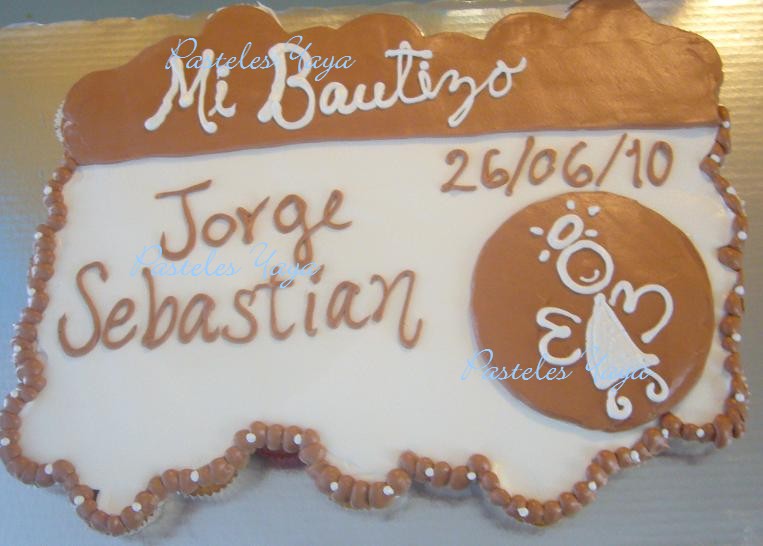 Pasteles Yaya
Mi Bautizo
26/06/10
Jorge
Pasteles Yaya
Sebastian
Pasteles Yaya